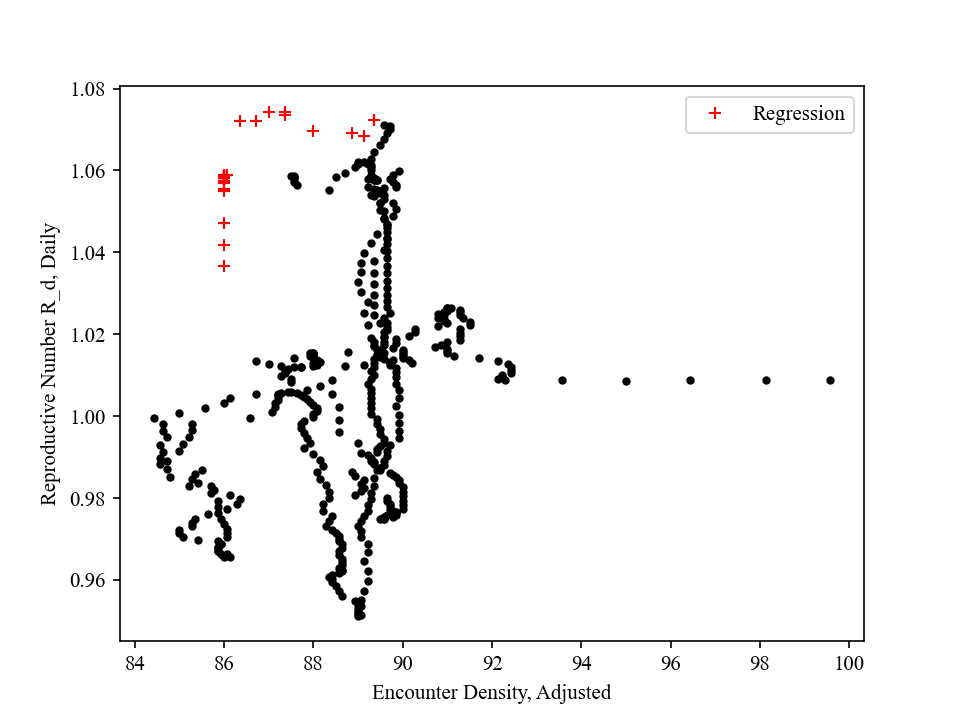 1.08
Regression
1.06
1.04
1.02
1.00
0.98
0.96
Reproductive Number R_d, Daily
84 86 88 90 92 94 96 98 100
Encounter Density, Adjusted